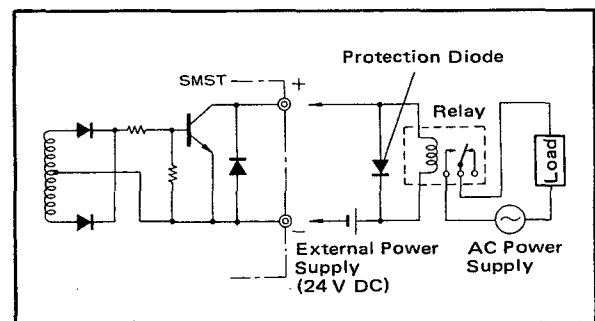 Protection Diode
SMST
+
Relay
Load
−
External Power
Supply
(24 V DC)
AC Power
Supply